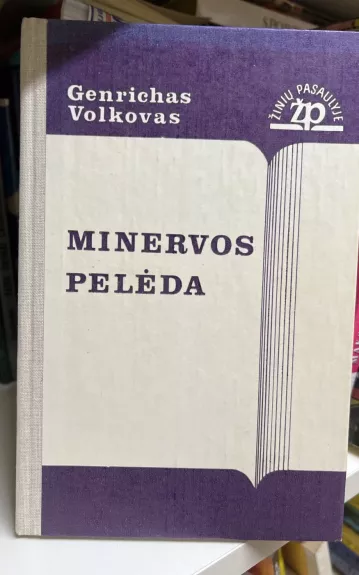 Genrichas
Volkovas
ŽINIŲ PASAULYJE
žp
MINERVOS
PELĖDA